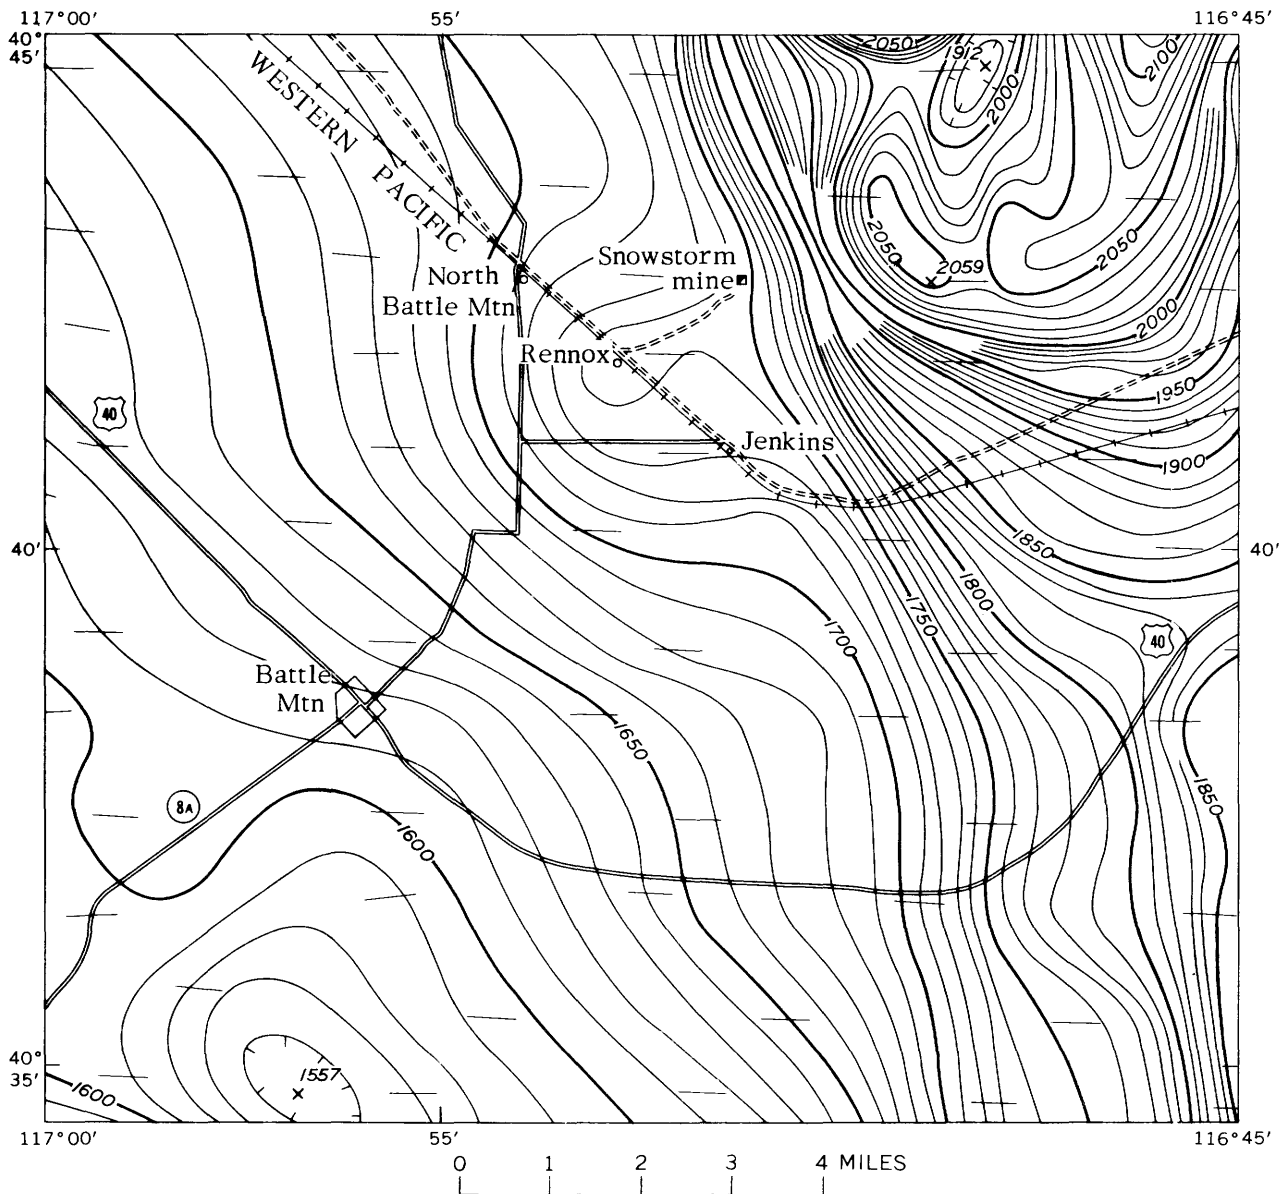 117°00′ 55′ 116°45′
40°
45′
2050
1912
2100
2000
WESTERN PACIFIC
2050
2059
2050
Snowstorm
mine
North
Battle Mtn
2000
Rennox
1950
40
Jenkins
1900
40′ 40′
1850
1800
1750
1700
40
Battle
Mtn
1650
1850
8A
1600
40°
35′
1557
1600
117°00′ 55′ 116°45′
0 1 2 3 4 MILES